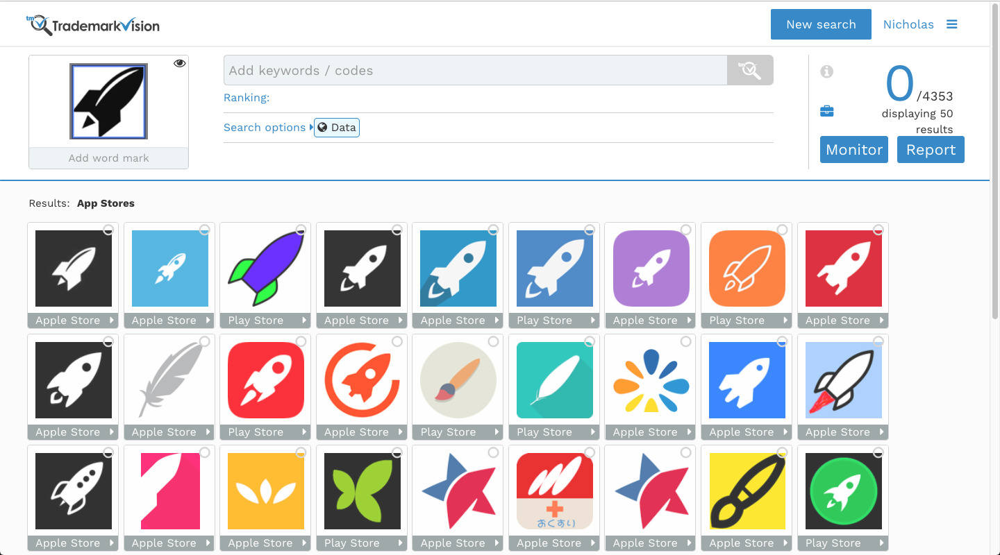 tm TrademarkVision
New search
Nicholas
Add keywords / codes
tm
Ranking:
Search options
Data
Add word mark
0/4353
displaying 50
results
Monitor
Report
Results: App Stores
Apple Store
Apple Store
Play Store
Apple Store
Apple Store
Play Store
Apple Store
Play Store
Apple Store
Apple Store
Apple Store
Play Store
Apple Store
Play Store
Play Store
Apple Store
Apple Store
Apple Store
おくすり
Apple Store
Apple Store
Apple Store
Play Store
Apple Store
Apple Store
Apple Store
Apple Store
Play Store